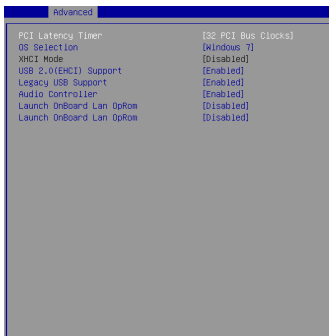 Advanced
PCI Latency Timer [32 PCI Bus Clocks]
OS Selection [Windows 7]
XHCI Mode [Disabled]
USB 2.0(EHCI) Support [Enabled]
Legacy USB Support [Enabled]
Audio Controller [Enabled]
Launch OnBoard Lan OpRom [Disabled]
Launch OnBoard Lan OpRom [Disabled]